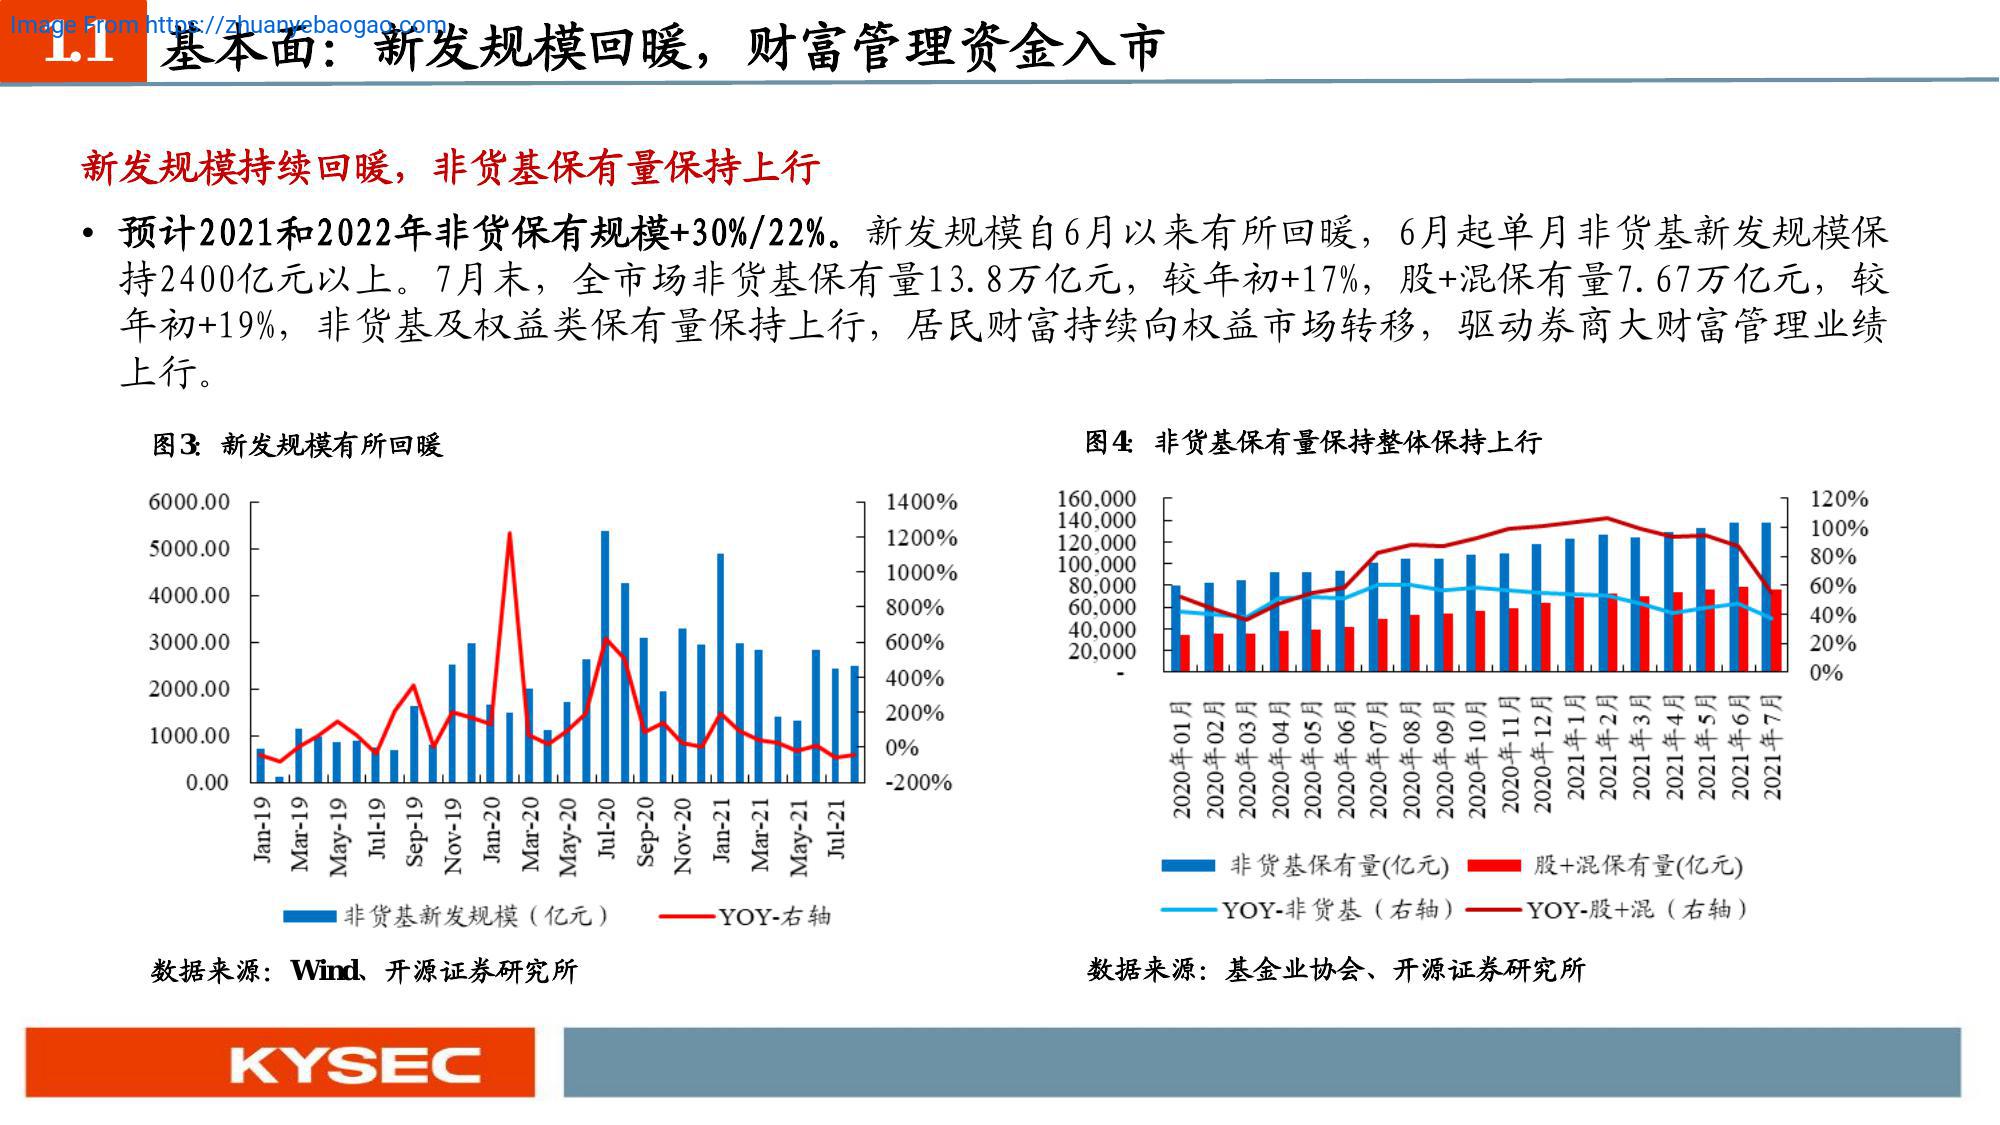 Image From https://zhuanyebaogao.com
1.1 基本面：新发规模回暖，财富管理资金入市
新发规模持续回暖，非货基保有量保持上行
• 预计2021和2022年非货保有规模+30%/22%。新发规模自6月以来有所回暖，6月起单月非货基新发规模保
持2400亿元以上。7月末，全市场非货基保有量13.8万亿元，较年初+17%，股+混保有量7.67万亿元，较
年初+19%，非货基及权益类保有量保持上行，居民财富持续向权益市场转移，驱动券商大财富管理业绩
上行。
图3：新发规模有所回暖
6000.00
5000.00
4000.00
3000.00
2000.00
1000.00
0.00
1400%
1200%
1000%
800%
600%
400%
200%
0%
-200%
Jan-19
Mar-19
May-19
Jul-19
Sep-19
Nov-19
Jan-20
Mar-20
May-20
Jul-20
Sep-20
Nov-20
Jan-21
Mar-21
May-21
Jul-21
非货基新发规模（亿元） YOY-右轴
数据来源：Wind、开源证券研究所
图4：非货基保有量保持整体保持上行
160,000
140,000
120,000
100,000
80,000
60,000
40,000
20,000
-
120%
100%
80%
60%
40%
20%
0%
2020年01月
2020年02月
2020年03月
2020年04月
2020年05月
2020年06月
2020年07月
2020年08月
2020年09月
2020年10月
2020年11月
2020年12月
2021年1月
2021年2月
2021年3月
2021年4月
2021年5月
2021年6月
2021年7月
非货基保有量(亿元) 股+混保有量(亿元)
YOY-非货基（右轴） YOY-股+混（右轴）
数据来源：基金业协会、开源证券研究所
KYSEC